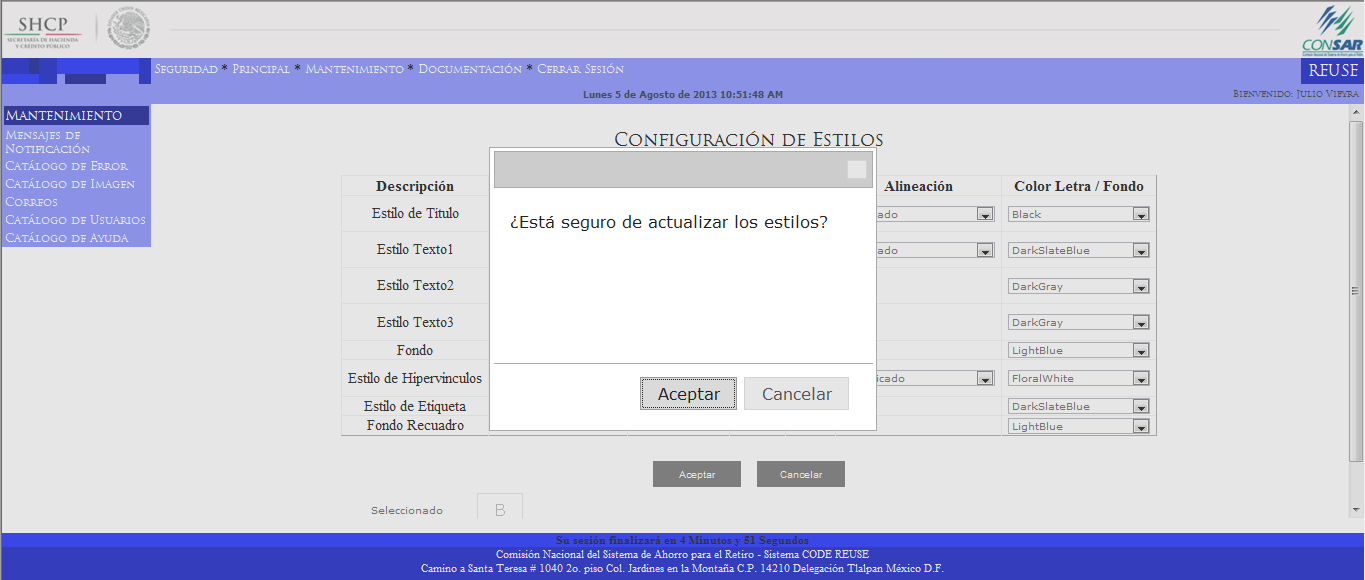 SHCP
SECRETARÍA DE HACIENDA
Y CRÉDITO PÚBLICO
CONSAR
Seguridad * Principal * Mantenimiento * Documentación * Cerrar Sesión
REUSE
Lunes 5 de Agosto de 2013 10:51:48 AM
Bienvenido: Julio Vieyra
Mantenimiento
Mensajes de
Notificación
Catálogo de Error
Catálogo de Imagen
Correos
Catálogo de Usuarios
Catálogo de Ayuda
Configuración de Estilos
Descripción Alineación Color Letra / Fondo
Estilo de Titulo ado Black
Estilo Texto1 ado DarkSlateBlue
Estilo Texto2 DarkGray
Estilo Texto3 DarkGray
Fondo LightBlue
Estilo de Hipervinculos icado FloralWhite
Estilo de Etiqueta DarkSlateBlue
Fondo Recuadro LightBlue
¿Está seguro de actualizar los estilos?
Aceptar Cancelar
Aceptar Cancelar
Seleccionado B
Su sesión finalizará en 4 Minutos y 51 Segundos
Comisión Nacional del Sistema de Ahorro para el Retiro - Sistema CODE REUSE
Camino a Santa Teresa # 1040 2o. piso Col. Jardines en la Montaña C.P. 14210 Delegación Tlalpan México D.F.